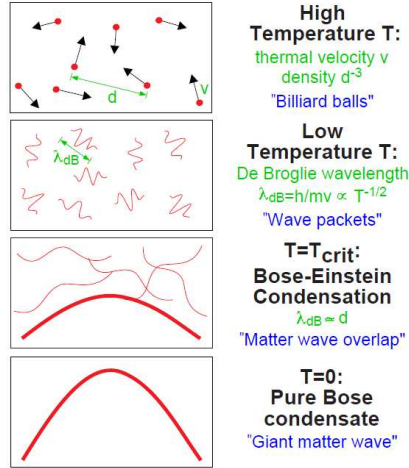 High
Temperature T:
thermal velocity v
density d⁻³
"Billiard balls"
v
d
Low
Temperature T:
De Broglie wavelength
λdB=h/mv ∝ T⁻¹/²
"Wave packets"
λdB
T=Tcrit:
Bose-Einstein
Condensation
λdB ≃ d
"Matter wave overlap"
T=0:
Pure Bose
condensate
"Giant matter wave"